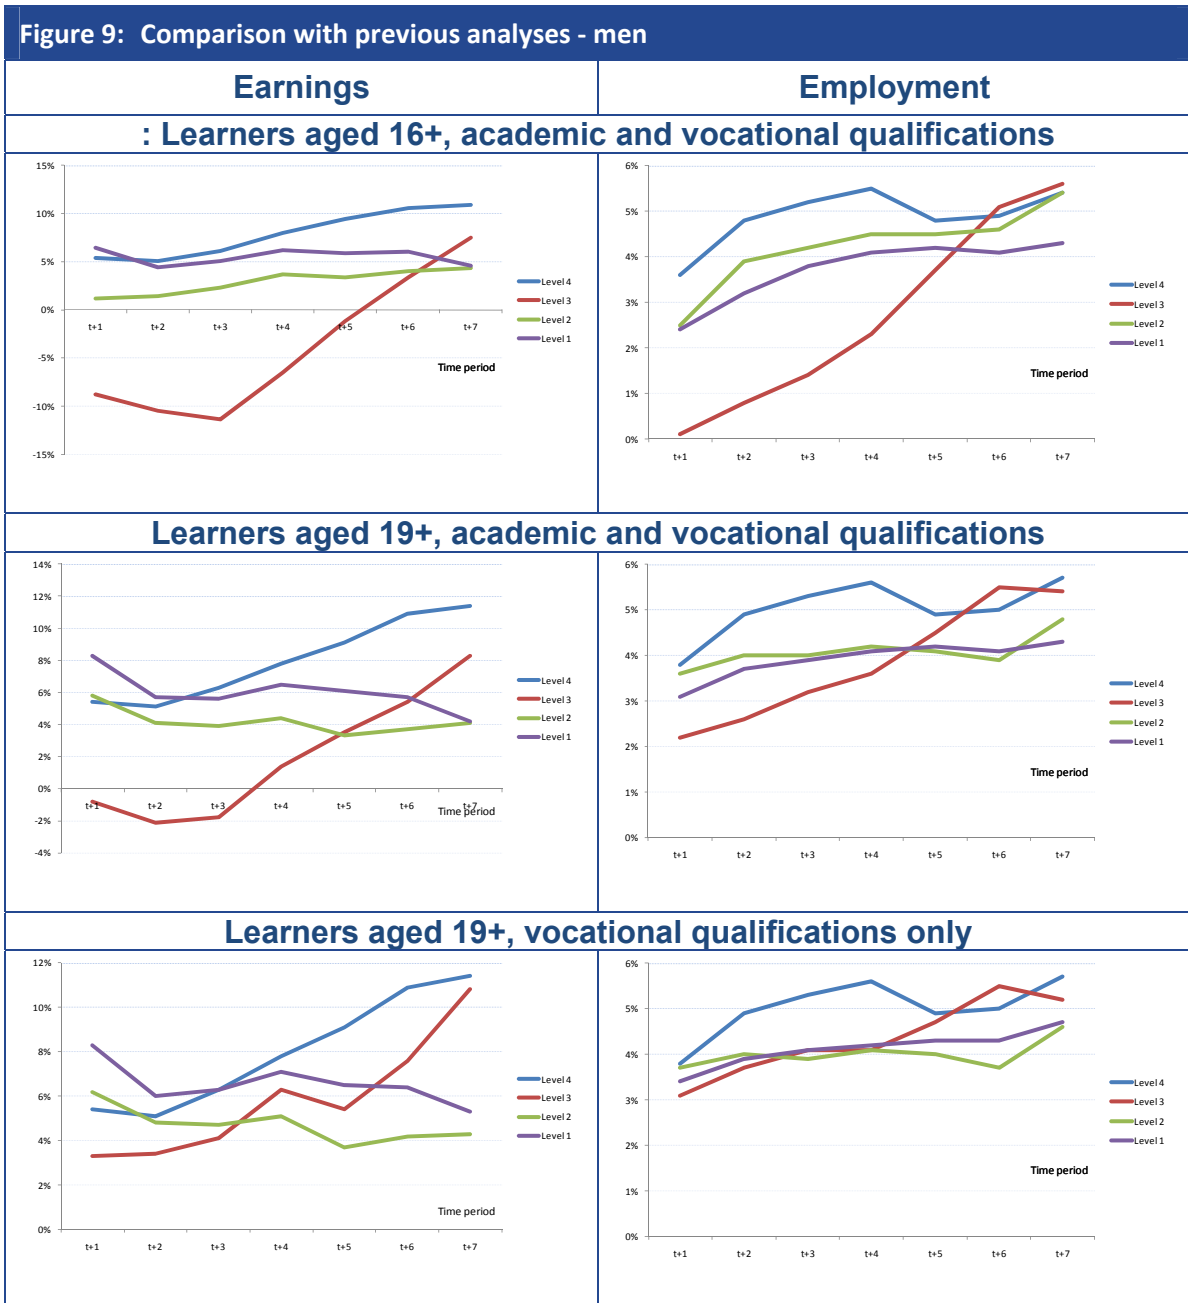 Figure 9: Comparison with previous analyses - men
Earnings
Employment
: Learners aged 16+, academic and vocational qualifications
15%
10%
5%
0%
-5%
-10%
-15%
t+1 t+2 t+3 t+4 t+5 t+6 t+7
Time period
Level 4
Level 3
Level 2
Level 1
6%
5%
4%
3%
2%
1%
0%
t+1 t+2 t+3 t+4 t+5 t+6 t+7
Time period
Level 4
Level 3
Level 2
Level 1
Learners aged 19+, academic and vocational qualifications
14%
12%
10%
8%
6%
4%
2%
0%
-2%
-4%
t+1 t+2 t+3 t+4 t+5 t+6 t+7
Time period
Level 4
Level 3
Level 2
Level 1
6%
5%
4%
3%
2%
1%
0%
t+1 t+2 t+3 t+4 t+5 t+6 t+7
Time period
Level 4
Level 3
Level 2
Level 1
Learners aged 19+, vocational qualifications only
12%
10%
8%
6%
4%
2%
0%
t+1 t+2 t+3 t+4 t+5 t+6 t+7
Time period
Level 4
Level 3
Level 2
Level 1
6%
5%
4%
3%
2%
1%
0%
t+1 t+2 t+3 t+4 t+5 t+6 t+7
Time period
Level 4
Level 3
Level 2
Level 1